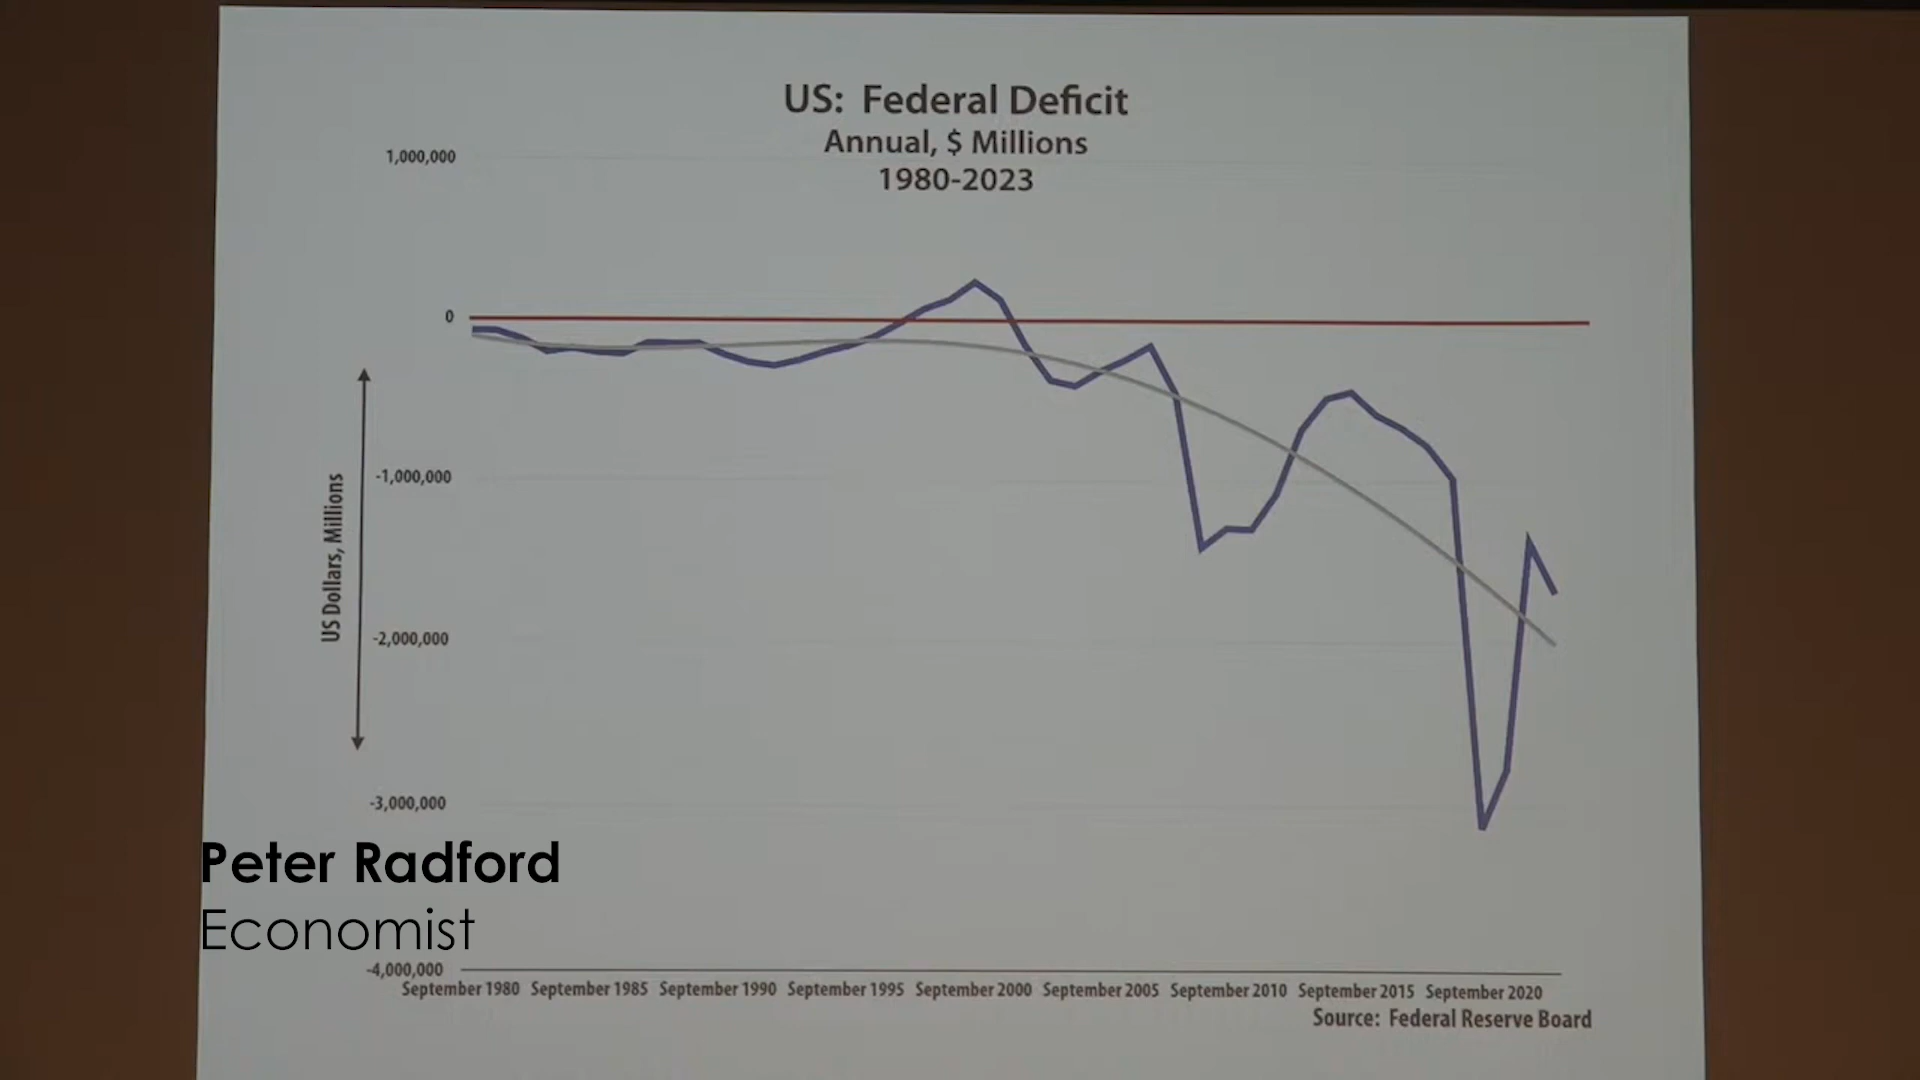 US: Federal Deficit
Annual, $ Millions
1980-2023
1,000,000
0
-1,000,000
-2,000,000
-3,000,000
-4,000,000
US Dollars, Millions
September 1980 September 1985 September 1990 September 1995 September 2000 September 2005 September 2010 September 2015 September 2020
Source: Federal Reserve Board
Peter Radford
Economist